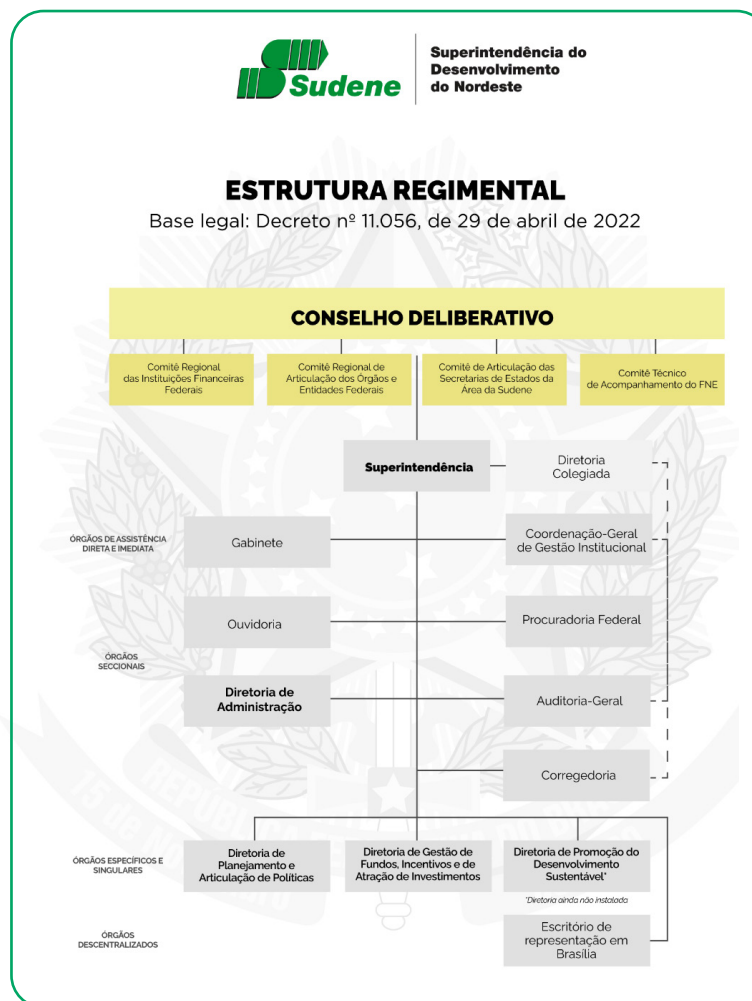 Sudene
Superintendência do
Desenvolvimento
do Nordeste
ESTRUTURA REGIMENTAL
Base legal: Decreto nº 11.056, de 29 de abril de 2022
CONSELHO DELIBERATIVO
Comitê Regional
das Instituições Financeiras
Federais
Comitê Regional de
Articulação dos Órgãos e
Entidades Federais
Comitê de Articulação das
Secretarias de Estados da
Área da Sudene
Comitê Técnico
de Acompanhamento do FNE
Superintendência
Diretoria
Colegiada
ÓRGÃOS DE ASSISTÊNCIA
DIRETA E IMEDIATA
Gabinete
Coordenação-Geral
de Gestão Institucional
Ouvidoria
Procuradoria Federal
ÓRGÃOS
SECCIONAIS
Diretoria de
Administração
Auditoria-Geral
Corregedoria
ÓRGÃOS ESPECÍFICOS E
SINGULARES
Diretoria de
Planejamento e
Articulação de Políticas
Diretoria de Gestão de
Fundos, Incentivos e de
Atração de Investimentos
Diretoria de Promoção do
Desenvolvimento
Sustentável*
*Diretoria ainda não instalada
ÓRGÃOS
DESCENTRALIZADOS
Escritório de
representação em
Brasília